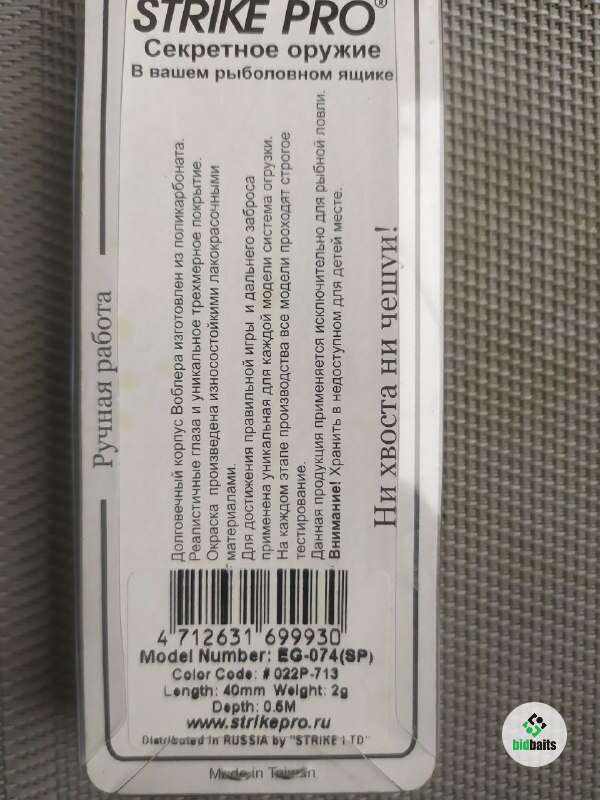 STRIKE PRO®
Секретное оружие
В вашем рыболовном ящике
Ручная работа
Долговечный корпус Воблера изготовлен из поликарбоната.
Реалистичные глаза и уникальное трехмерное покрытие.
Окраска произведена износостойкими лакокрасочными
материалами.
Для достижения правильной игры и дальнего заброса
применена уникальная для каждой модели система огрузки.
На каждом этапе производства все модели проходят строгое
тестирование.
Данная продукция применяется исключительно для рыбной ловли.
Внимание! Хранить в недоступном для детей месте.
Ни хвоста ни чешуи!
4 712631 699930
Model Number: EG-074(SP)
Color Code: #022P-713
Length: 40mm Weight: 2g
Depth: 0.6M
www.strikepro.ru
Distributed in RUSSIA by "STRIKE LTD"
Made in Taiwan
bidbaits